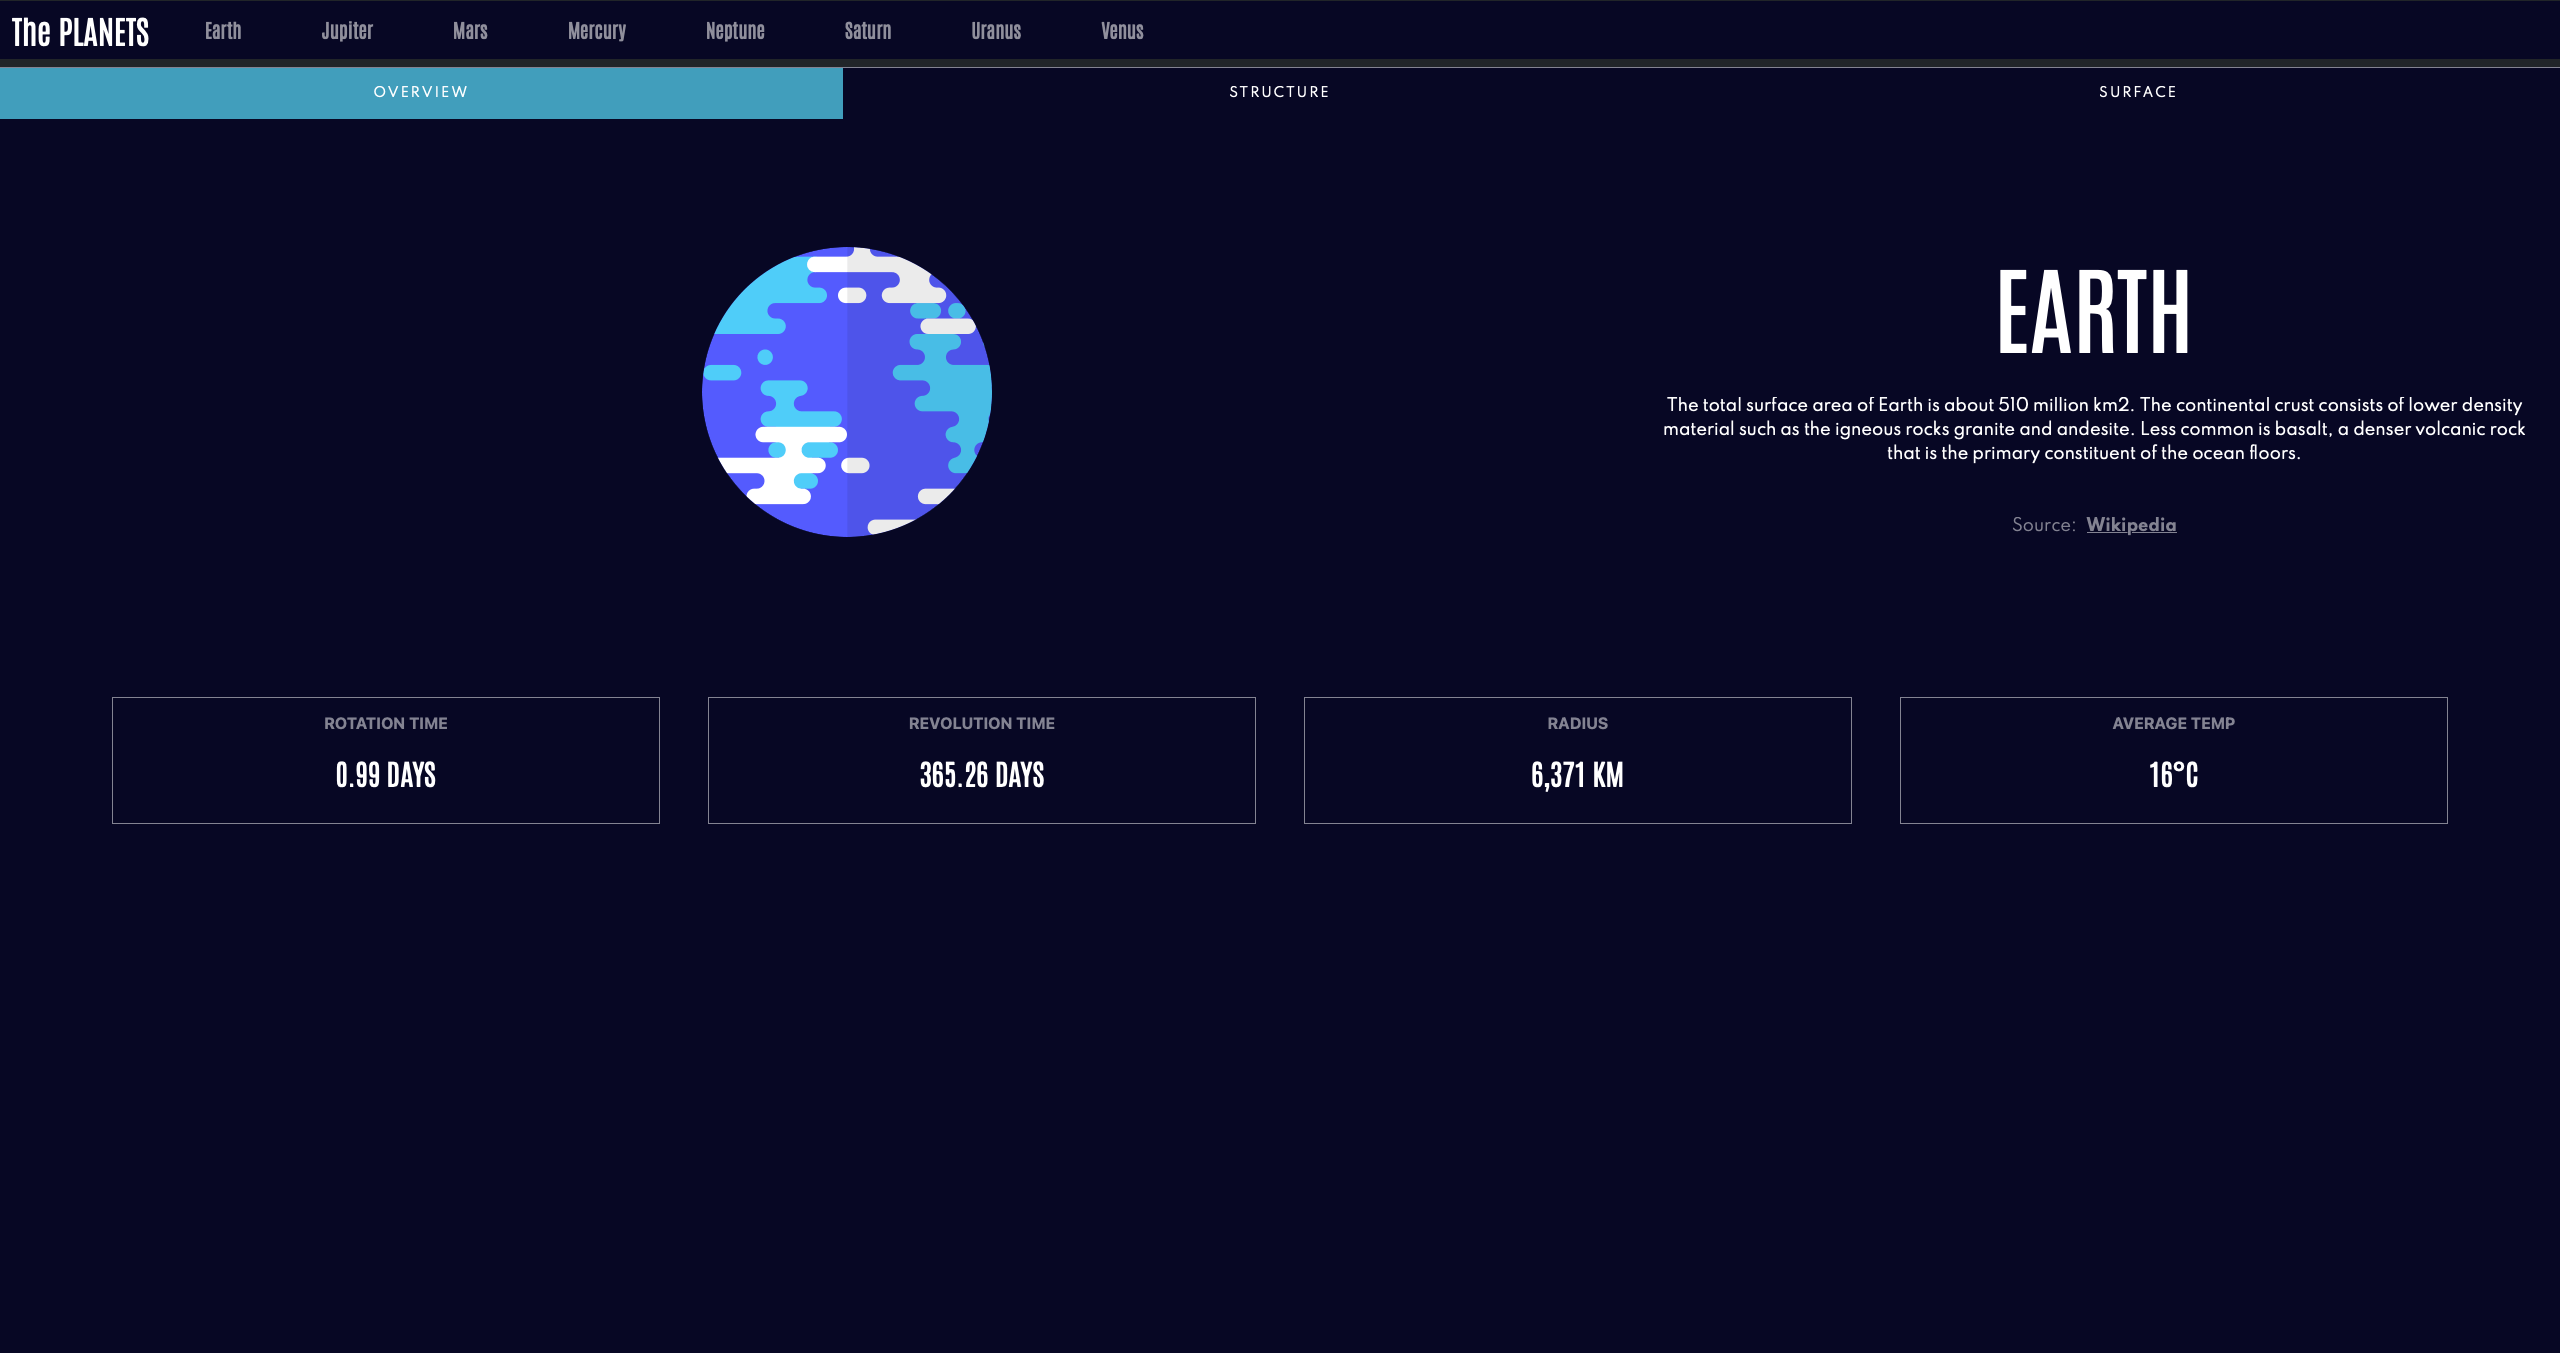 The PLANETS Earth Jupiter Mars Mercury Neptune Saturn Uranus Venus
OVERVIEW STRUCTURE SURFACE
EARTH
The total surface area of Earth is about 510 million km2. The continental crust consists of lower density
material such as the igneous rocks granite and andesite. Less common is basalt, a denser volcanic rock
that is the primary constituent of the ocean floors.
Source: Wikipedia
ROTATION TIME
0.99 DAYS
REVOLUTION TIME
365.26 DAYS
RADIUS
6,371 KM
AVERAGE TEMP
16°C